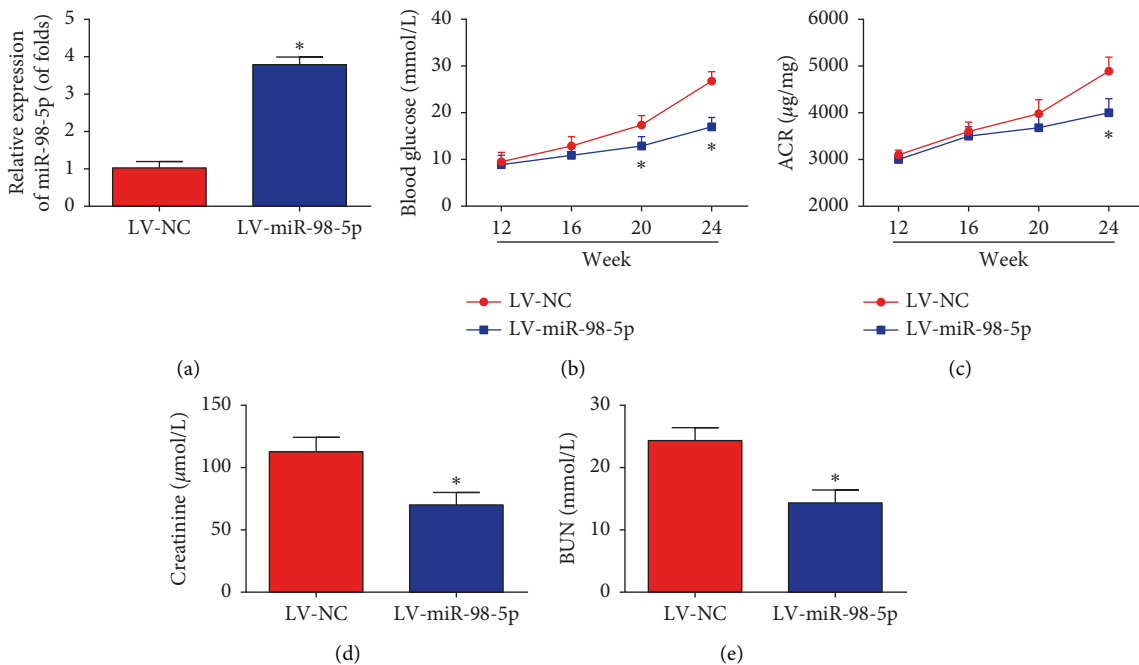 Relative expression
of miR-98-5p (of folds)
5
4
3
2
1
0
*
LV-NC
LV-miR-98-5p
(a)
Blood glucose (mmol/L)
40
30
20
10
0
*
*
12
16
20
24
Week
LV-NC
LV-miR-98-5p
(b)
ACR (μg/mg)
6000
5000
4000
3000
2000
*
12
16
20
24
Week
LV-NC
LV-miR-98-5p
(c)
Creatinine (μmol/L)
150
100
50
0
*
LV-NC
LV-miR-98-5p
(d)
BUN (mmol/L)
30
20
10
0
*
LV-NC
LV-miR-98-5p
(e)